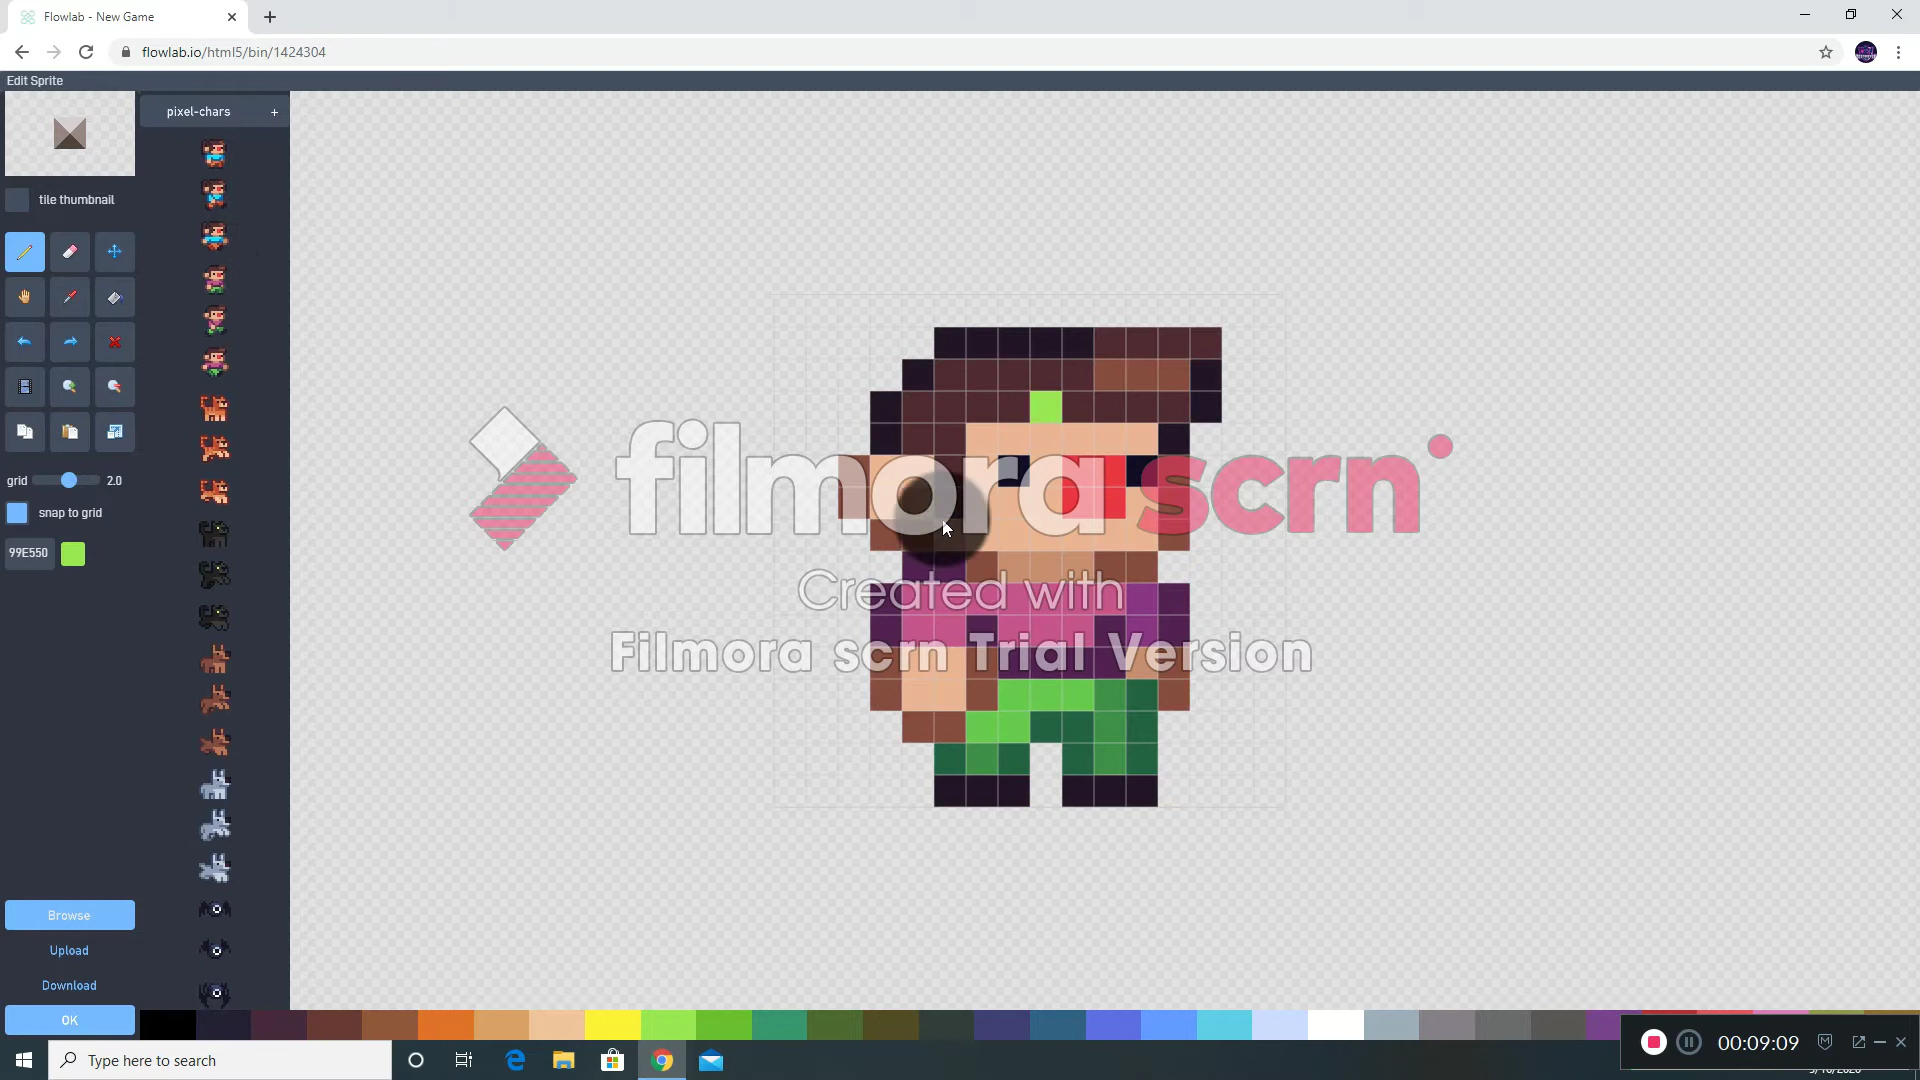 Flowlab - New Game
flowlab.io/html5/bin/1424304
Edit Sprite
pixel-chars +
tile thumbnail
grid 2.0
snap to grid
99E550
filmora scrn
Created with
Filmora scrn Trial Version
Browse
Upload
Download
OK
Type here to search
00:09:09